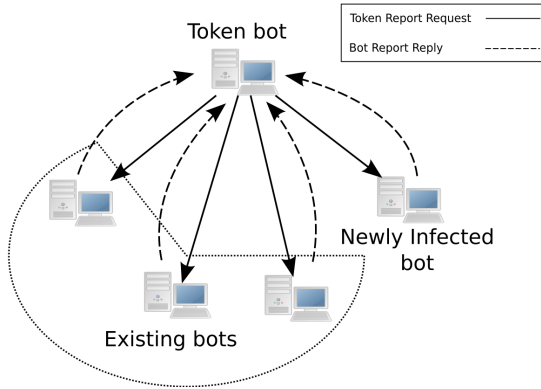 Token bot
Token Report Request
Bot Report Reply
Newly Infected
bot
Existing bots